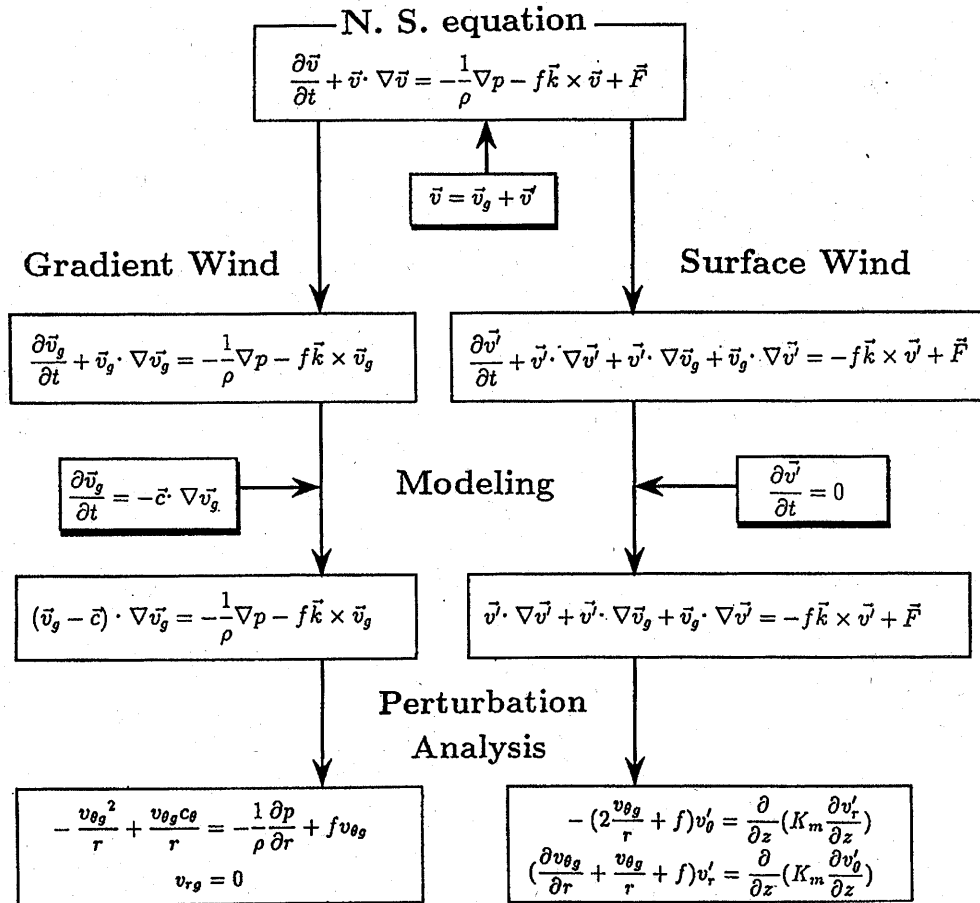 N. S. equation
∂v⃗/∂t + v⃗· ∇v⃗ = −(1/ρ)∇p − fk⃗ × v⃗ + F⃗
v⃗ = v⃗_g + v⃗'
Gradient Wind
Surface Wind
∂v⃗_g/∂t + v⃗_g· ∇v⃗_g = −(1/ρ)∇p − fk⃗ × v⃗_g
∂v⃗'/∂t + v⃗'· ∇v⃗' + v⃗'· ∇v⃗_g + v⃗_g· ∇v⃗' = −fk⃗ × v⃗' + F⃗
∂v⃗_g/∂t = −c⃗· ∇v⃗_g
Modeling
∂v⃗'/∂t = 0
(v⃗_g − c⃗) · ∇v⃗_g = −(1/ρ)∇p − fk⃗ × v⃗_g
v⃗'· ∇v⃗' + v⃗'· ∇v⃗_g + v⃗_g· ∇v⃗' = −fk⃗ × v⃗' + F⃗
Perturbation
Analysis
− v_θg²/r + v_θg c_θ/r = −(1/ρ)∂p/∂r + fv_θg
v_rg = 0
− (2 v_θg/r + f)v'_θ = ∂/∂z (K_m ∂v'_r/∂z)
(∂v_θg/∂r + v_θg/r + f)v'_r = ∂/∂z (K_m ∂v'_θ/∂z)